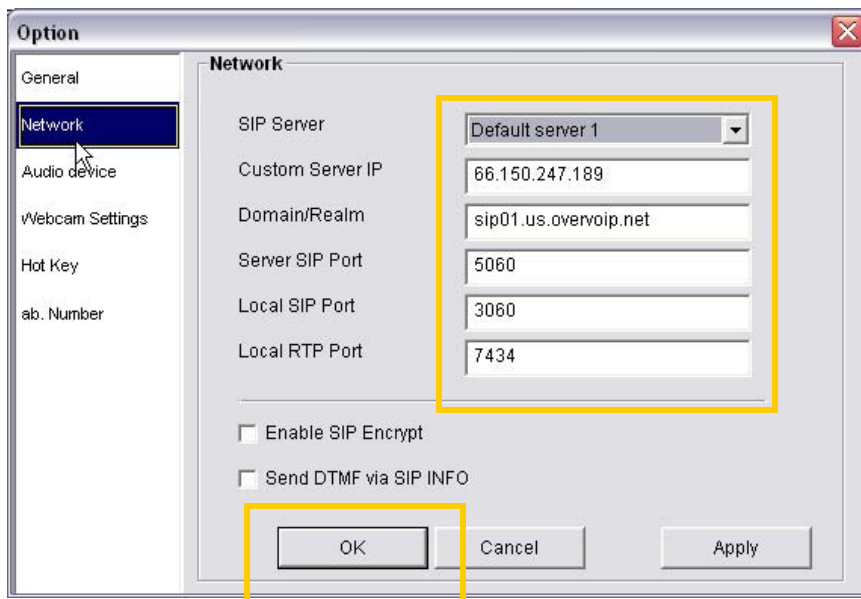 Option
General
Network
Audio device
Webcam Settings
Hot Key
ab. Number
Network
SIP Server Default server 1
Custom Server IP 66.150.247.189
Domain/Realm sip01.us.overvoip.net
Server SIP Port 5060
Local SIP Port 3060
Local RTP Port 7434
Enable SIP Encrypt
Send DTMF via SIP INFO
OK Cancel Apply